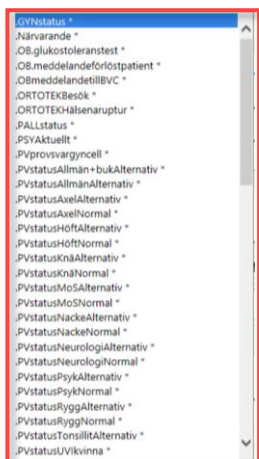 .GYNstatus *
.Närvarande *
.OB.glukostoleranstest *
.OB.meddelandeförlöstpatient *
.OBmeddelandetillBVC *
.ORTOTEKBesök *
.ORTOTEKHälsenaruptur *
.PALLstatus *
.PSYAktuellt *
.PVprovsvargyncell *
.PVstatusAllmän+bukAlternativ *
.PVstatusAllmänAlternativ *
.PVstatusAxelAlternativ *
.PVstatusAxelNormal *
.PVstatusHöftAlternativ *
.PVstatusHöftNormal *
.PVstatusKnäAlternativ *
.PVstatusKnäNormal *
.PVstatusMoSAlternativ *
.PVstatusMoSNormal *
.PVstatusNackeAlternativ *
.PVstatusNackeNormal *
.PVstatusNeurologiAlternativ *
.PVstatusNeurologiNormal *
.PVstatusPsykAlternativ *
.PVstatusPsykNormal *
.PVstatusRyggAlternativ *
.PVstatusRyggNormal *
.PVstatusTonsillitAlternativ *
.PVstatusUVIkvinna *